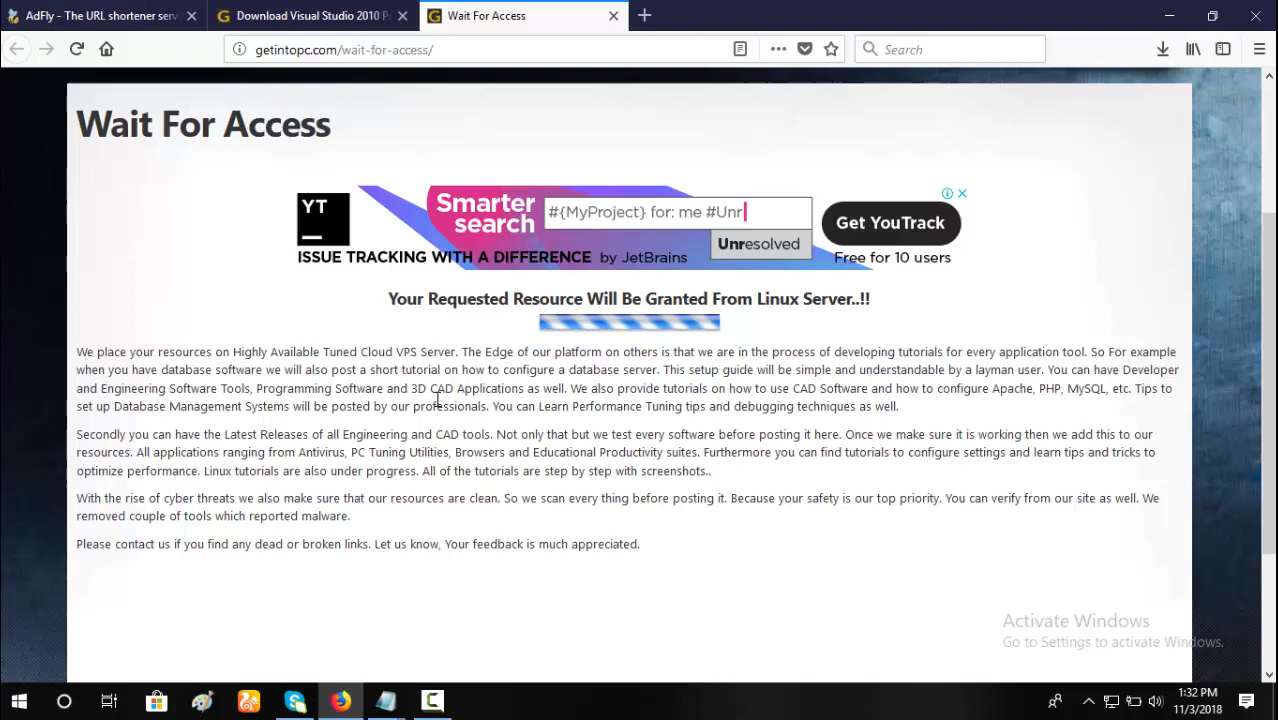 AdFly - The URL shortener servi
Download Visual Studio 2010 P
Wait For Access
getintopc.com/wait-for-access/
Search
Wait For Access
YT
Smarter
search
#{MyProject} for: me #Unr
Unresolved
Get YouTrack
ISSUE TRACKING WITH A DIFFERENCE by JetBrains
Free for 10 users
Your Requested Resource Will Be Granted From Linux Server..!!
We place your resources on Highly Available Tuned Cloud VPS Server. The Edge of our platform on others is that we are in the process of developing tutorials for every application tool. So For example
when you have database software we will also post a short tutorial on how to configure a database server. This setup guide will be simple and understandable by a layman user. You can have Developer
and Engineering Software Tools, Programming Software and 3D CAD Applications as well. We also provide tutorials on how to use CAD Software and how to configure Apache, PHP, MySQL, etc. Tips to
set up Database Management Systems will be posted by our professionals. You can Learn Performance Tuning tips and debugging techniques as well.
Secondly you can have the Latest Releases of all Engineering and CAD tools. Not only that but we test every software before posting it here. Once we make sure it is working then we add this to our
resources. All applications ranging from Antivirus, PC Tuning Utilities, Browsers and Educational Productivity suites. Furthermore you can find tutorials to configure settings and learn tips and tricks to
optimize performance. Linux tutorials are also under progress. All of the tutorials are step by step with screenshots..
With the rise of cyber threats we also make sure that our resources are clean. So we scan every thing before posting it. Because your safety is our top priority. You can verify from our site as well. We
removed couple of tools which reported malware.
Please contact us if you find any dead or broken links. Let us know, Your feedback is much appreciated.
Activate Windows
Go to Settings to activate Windows.
1:32 PM
11/3/2018